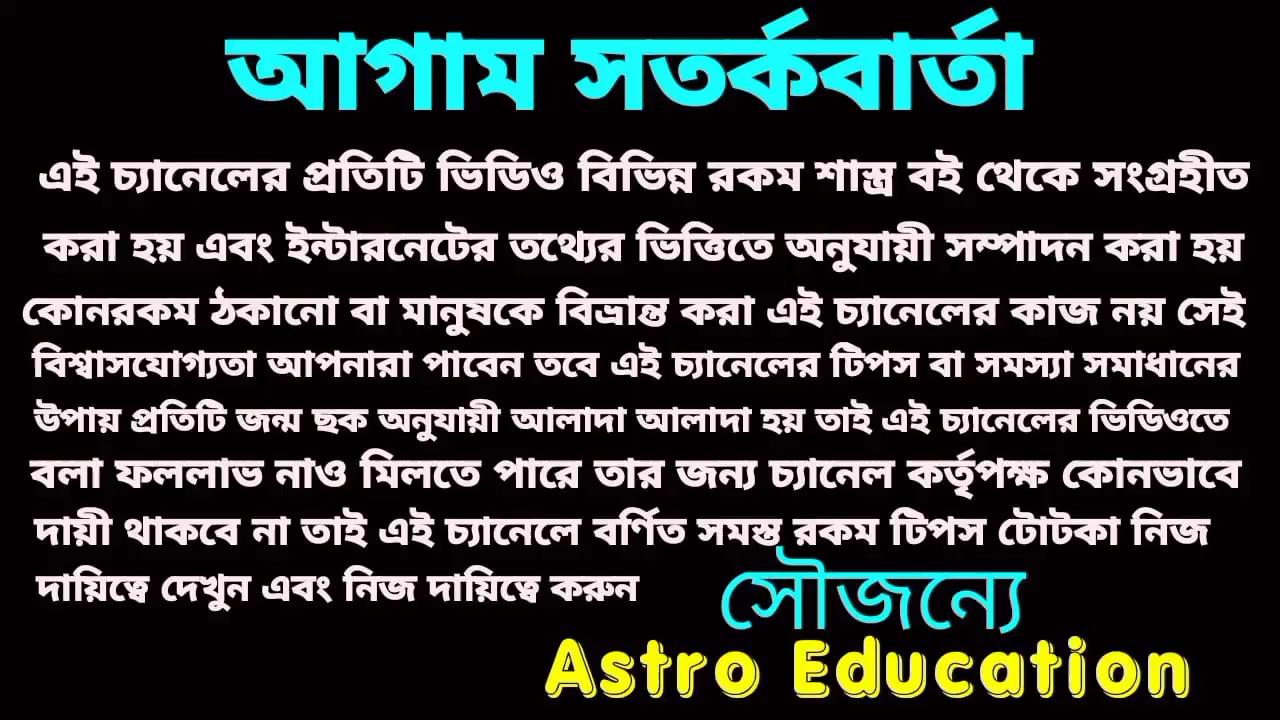 আগাম সতর্কবার্তা
এই চ্যানেলের প্রতিটি ভিডিও বিভিন্ন রকম শাস্ত্র বই থেকে সংগ্রহীত
করা হয় এবং ইন্টারনেটের তথ্যের ভিত্তিতে অনুযায়ী সম্পাদন করা হয়
কোনরকম ঠকানো বা মানুষকে বিভ্রান্ত করা এই চ্যানেলের কাজ নয় সেই
বিশ্বাসযোগ্যতা আপনারা পাবেন তবে এই চ্যানেলের টিপস বা সমস্যা সমাধানের
উপায় প্রতিটি জন্ম ছক অনুযায়ী আলাদা আলাদা হয় তাই এই চ্যানেলের ভিডিওতে
বলা ফললাভ নাও মিলতে পারে তার জন্য চ্যানেল কর্তৃপক্ষ কোনভাবে
দায়ী থাকবে না তাই এই চ্যানেলে বর্ণিত সমস্ত রকম টিপস টোটকা নিজ
দায়িত্বে দেখুন এবং নিজ দায়িত্বে করুন
সৌজন্যে
Astro Education